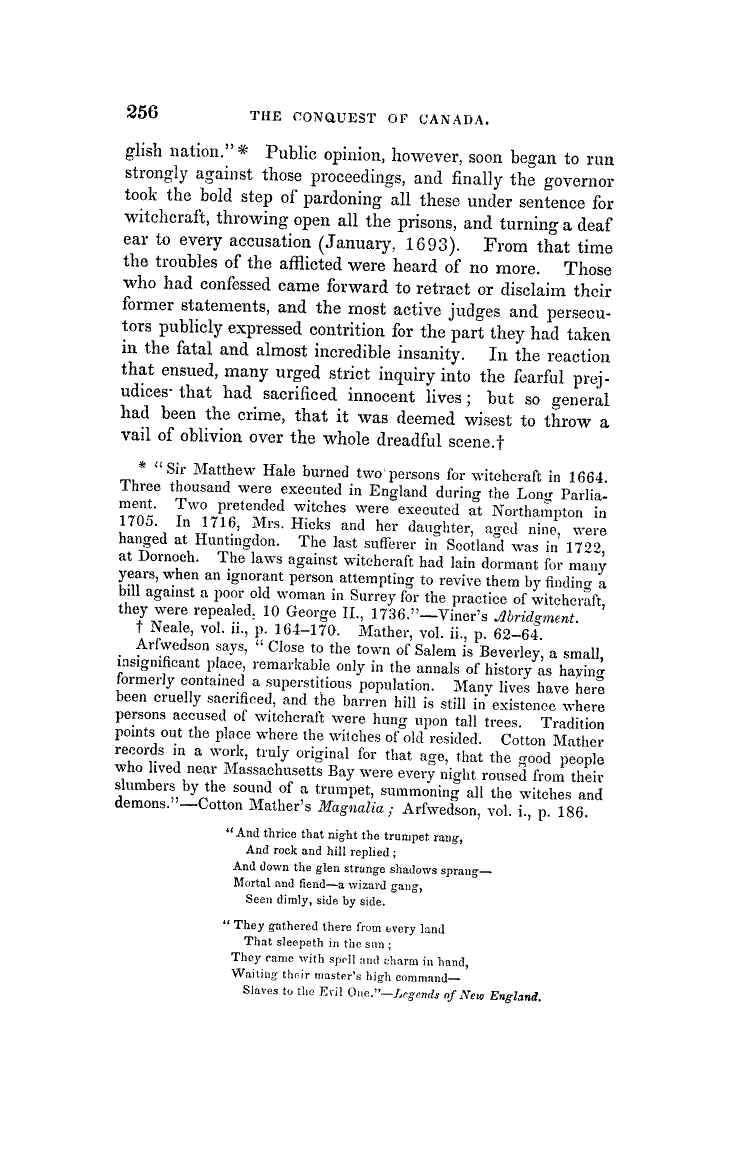 256 THE CONQUEST OF CANADA.
glish nation."* Public opinion, however, soon began to run
strongly against those proceedings, and finally the governor
took the bold step of pardoning all these under sentence for
witchcraft, throwing open all the prisons, and turning a deaf
ear to every accusation (January, 1693). From that time
the troubles of the afflicted were heard of no more. Those
who had confessed came forward to retract or disclaim their
former statements, and the most active judges and persecu-
tors publicly expressed contrition for the part they had taken
in the fatal and almost incredible insanity. In the reaction
that ensued, many urged strict inquiry into the fearful prej-
udices that had sacrificed innocent lives; but so general
had been the crime, that it was deemed wisest to throw a
vail of oblivion over the whole dreadful scene.†
* "Sir Matthew Hale burned two persons for witchcraft in 1664.
Three thousand were executed in England during the Long Parlia-
ment. Two pretended witches were executed at Northampton in
1705. In 1716, Mrs. Hicks and her daughter, aged nine, were
hanged at Huntingdon. The last sufferer in Scotland was in 1722,
at Dornoch. The laws against witchcraft had lain dormant for many
years, when an ignorant person attempting to revive them by finding a
bill against a poor old woman in Surrey for the practice of witchcraft,
they were repealed, 10 George II., 1736."—Viner's Abridgment.
† Neale, vol. ii., p. 164-170. Mather, vol. ii., p. 62-64.
Arfwedson says, "Close to the town of Salem is Beverley, a small,
insignificant place, remarkable only in the annals of history as having
formerly contained a superstitious population. Many lives have here
been cruelly sacrificed, and the barren hill is still in existence where
persons accused of witchcraft were hung upon tall trees. Tradition
points out the place where the witches of old resided. Cotton Mather
records in a work, truly original for that age, that the good people
who lived near Massachusetts Bay were every night roused from their
slumbers by the sound of a trumpet, summoning all the witches and
demons."—Cotton Mather's Magnalia; Arfwedson, vol. i., p. 186.
"And thrice that night the trumpet rang,
And rock and hill replied;
And down the glen strange shadows sprang—
Mortal and fiend—a wizard gang,
Seen dimly, side by side.
"They gathered there from every land
That sleepeth in the sun;
They came with spell and charm in hand,
Waiting their master's high command—
Slaves to the Evil One."—Legends of New England.